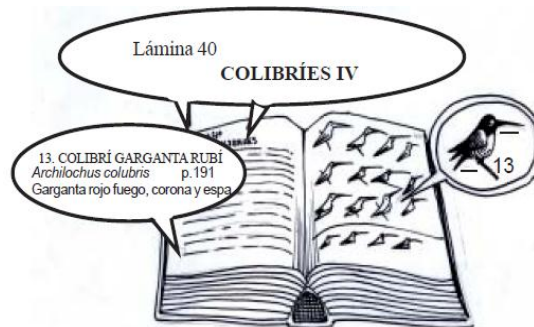 Lámina 40
COLIBRÍES IV
13. COLIBRÍ GARGANTA RUBÍ
Archilochus colubris p.191
Garganta rojo fuego, corona y espa
13